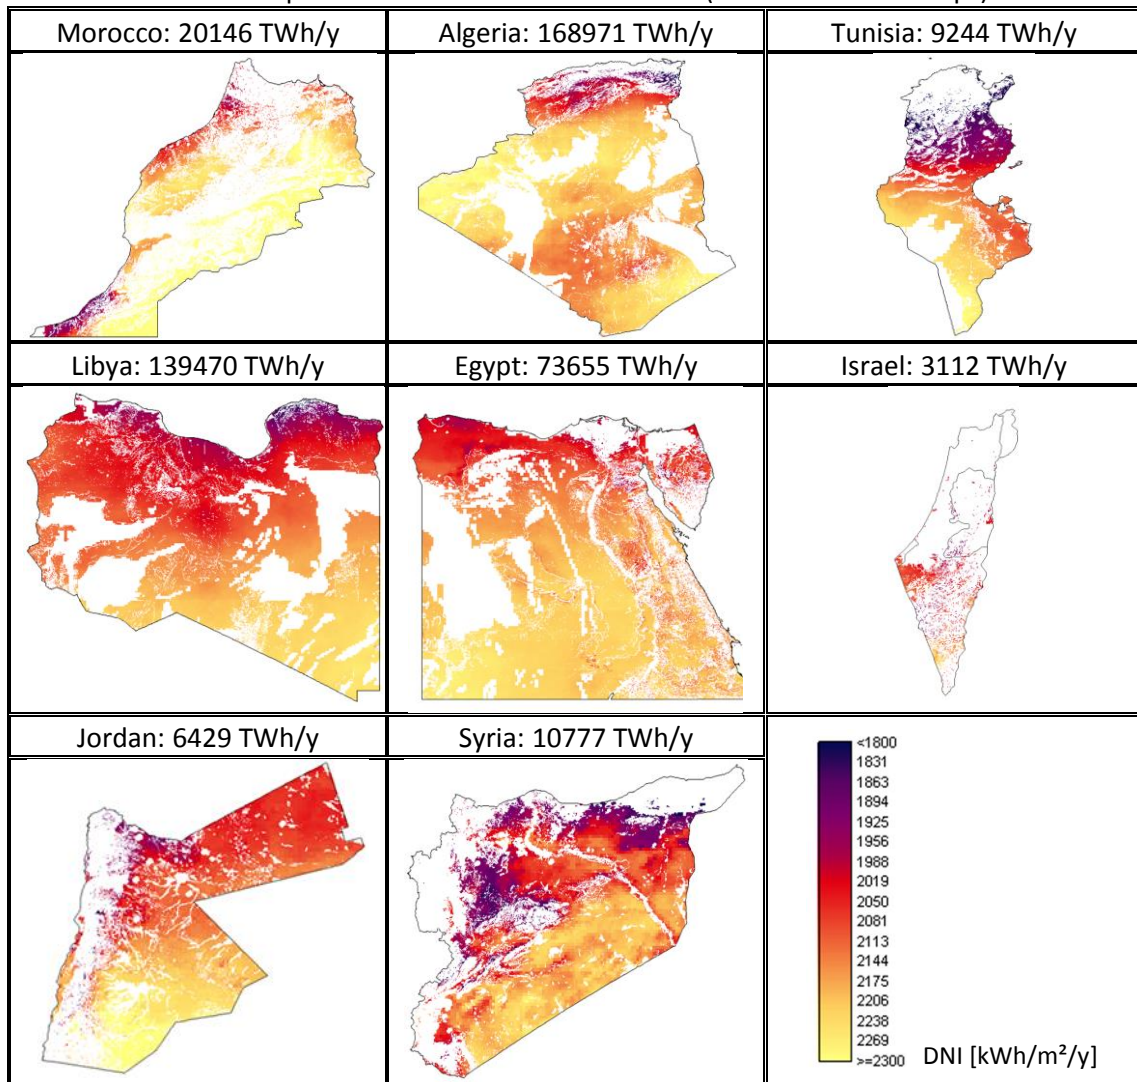 Morocco: 20146 TWh/y
Algeria: 168971 TWh/y
Tunisia: 9244 TWh/y
Libya: 139470 TWh/y
Egypt: 73655 TWh/y
Israel: 3112 TWh/y
Jordan: 6429 TWh/y
Syria: 10777 TWh/y
<1800
1831
1863
1894
1925
1956
1988
2019
2050
2081
2113
2144
2175
2206
2238
2269
>=2300
DNI [kWh/m²/y]